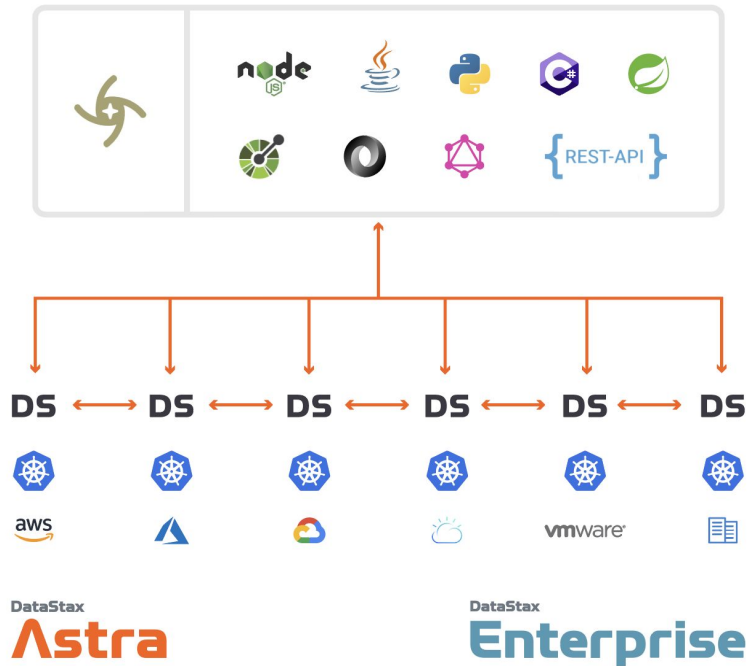 node
JS
C#
{REST-API}
DS DS DS DS DS DS
aws
vmware
DataStax
Astra
DataStax
Enterprise